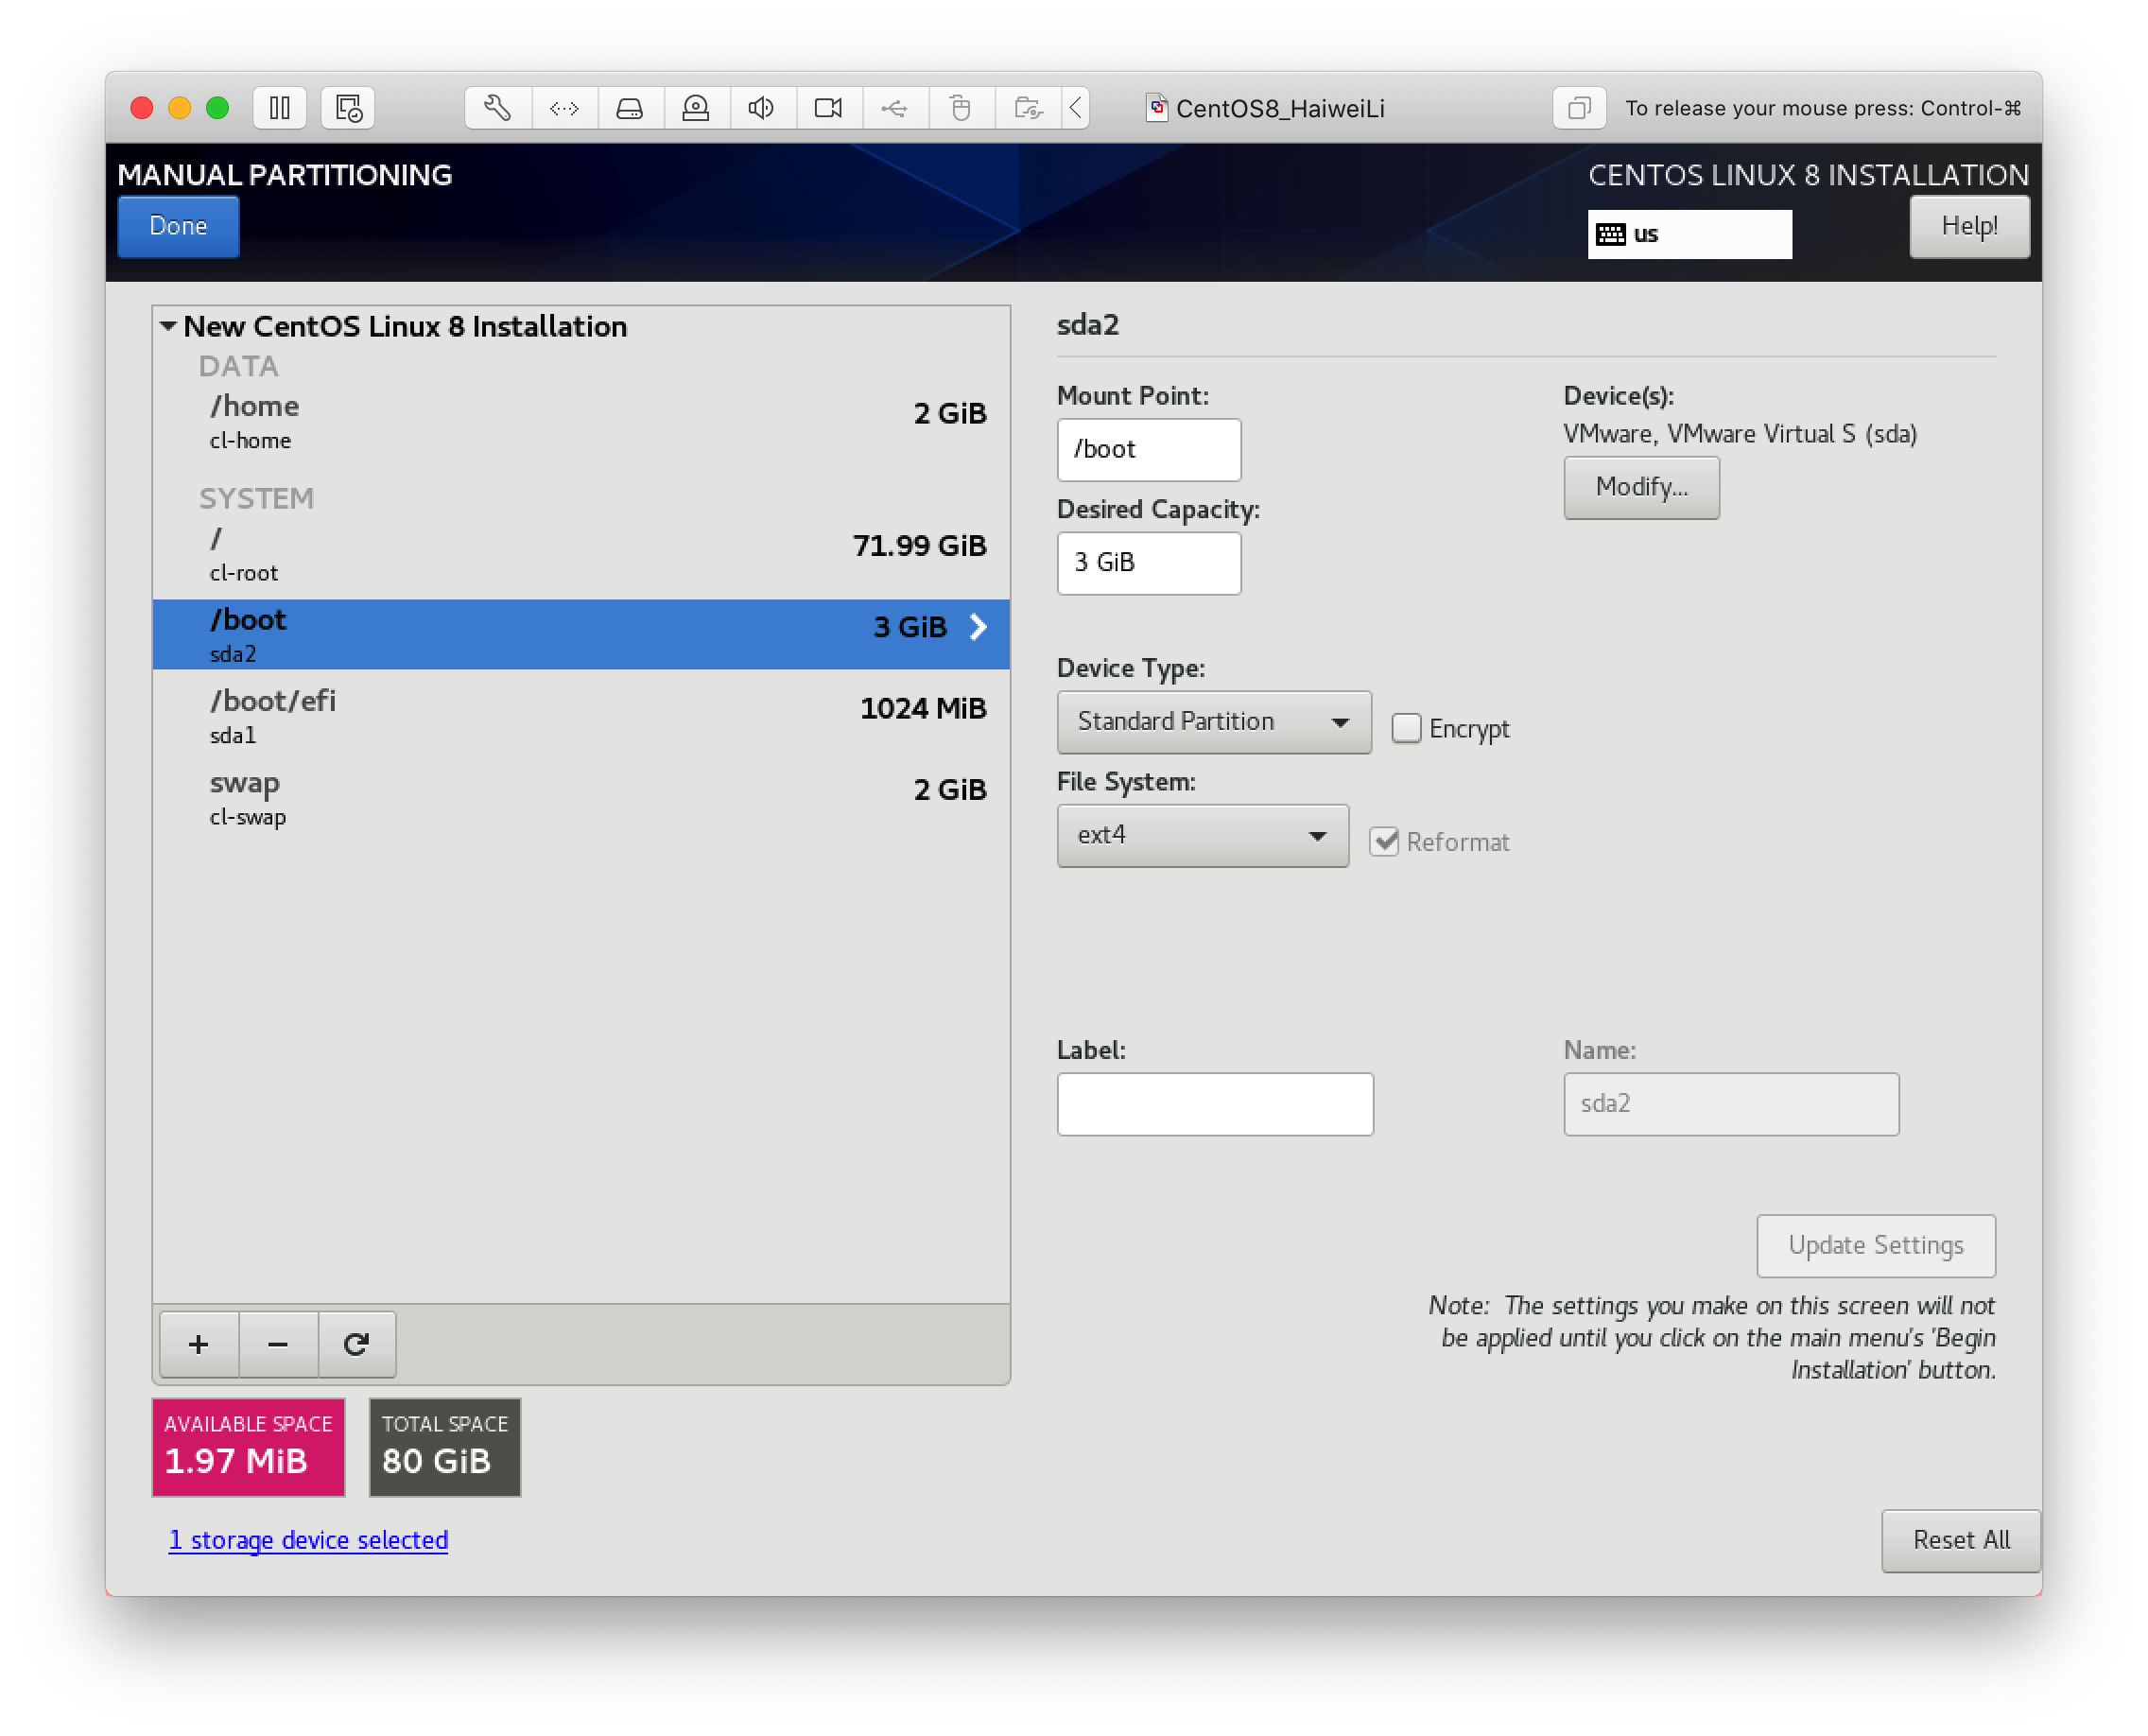 CentOS8_HaiweiLi
To release your mouse press: Control-⌘
MANUAL PARTITIONING
CENTOS LINUX 8 INSTALLATION
Done
us
Help!
New CentOS Linux 8 Installation
DATA
/home
2 GiB
cl-home
SYSTEM
/
71.99 GiB
cl-root
/boot
3 GiB
sda2
/boot/efi
1024 MiB
sda1
swap
2 GiB
cl-swap
AVAILABLE SPACE
1.97 MiB
TOTAL SPACE
80 GiB
1 storage device selected
sda2
Mount Point:
/boot
Device(s):
VMware, VMware Virtual S (sda)
Modify...
Desired Capacity:
3 GiB
Device Type:
Standard Partition
Encrypt
File System:
ext4
Reformat
Label:
Name:
sda2
Update Settings
Note: The settings you make on this screen will not
be applied until you click on the main menu's 'Begin
Installation' button.
Reset All